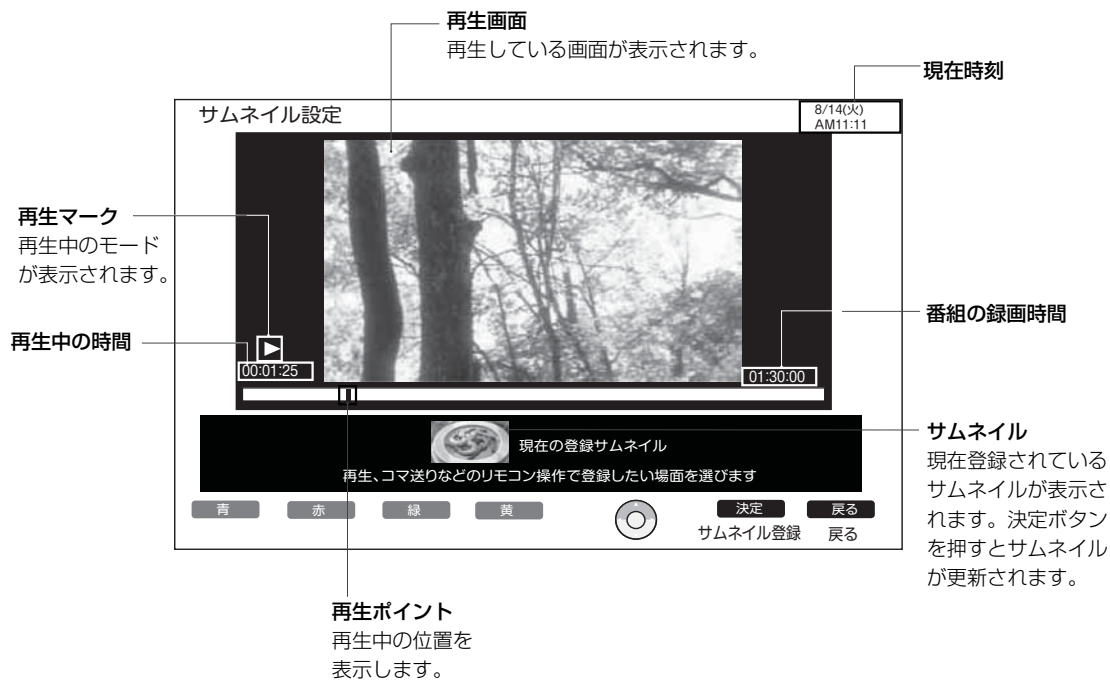 再生画面
再生している画面が表示されます。
現在時刻
サムネイル設定
8/14(火)
AM11:11
再生マーク
再生中のモード
が表示されます。
再生中の時間
00:01:25
番組の録画時間
01:30:00
現在の登録サムネイル
再生、コマ送りなどのリモコン操作で登録したい場面を選びます
サムネイル
現在登録されている
サムネイルが表示さ
れます。決定ボタン
を押すとサムネイル
が更新されます。
青 赤 緑 黄 決定 戻る
サムネイル登録 戻る
再生ポイント
再生中の位置を
表示します。